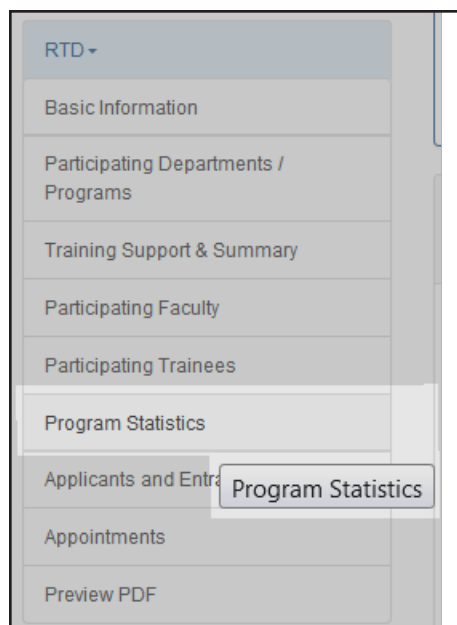 RTD
Basic Information
Participating Departments /
Programs
Training Support & Summary
Participating Faculty
Participating Trainees
Program Statistics
Applicants and Entra
Program Statistics
Appointments
Preview PDF